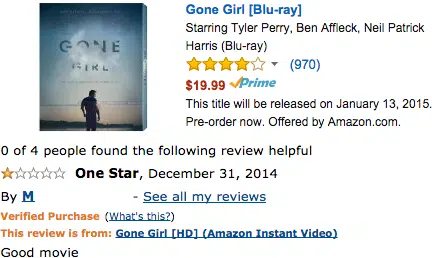 GONE
GIRL
Gone Girl [Blu-ray]
Starring Tyler Perry, Ben Affleck, Neil Patrick
Harris (Blu-ray)
(970)
$19.99 Prime
This title will be released on January 13, 2015.
Pre-order now. Offered by Amazon.com.
0 of 4 people found the following review helpful
One Star, December 31, 2014
By M - See all my reviews
Verified Purchase (What's this?)
This review is from: Gone Girl [HD] (Amazon Instant Video)
Good movie